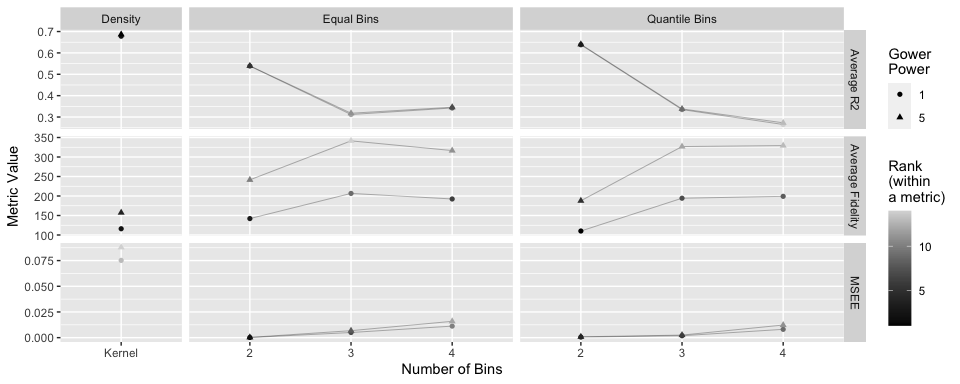 Density
Equal Bins
Quantile Bins
0.7
0.6
0.5
0.4
0.3
Average R2
350
300
250
200
150
100
Average Fidelity
0.075
0.050
0.025
0.000
MSEE
Metric Value
Kernel
2
3
4
2
3
4
Number of Bins
Gower
Power
1
5
Rank
(within
a metric)
10
5